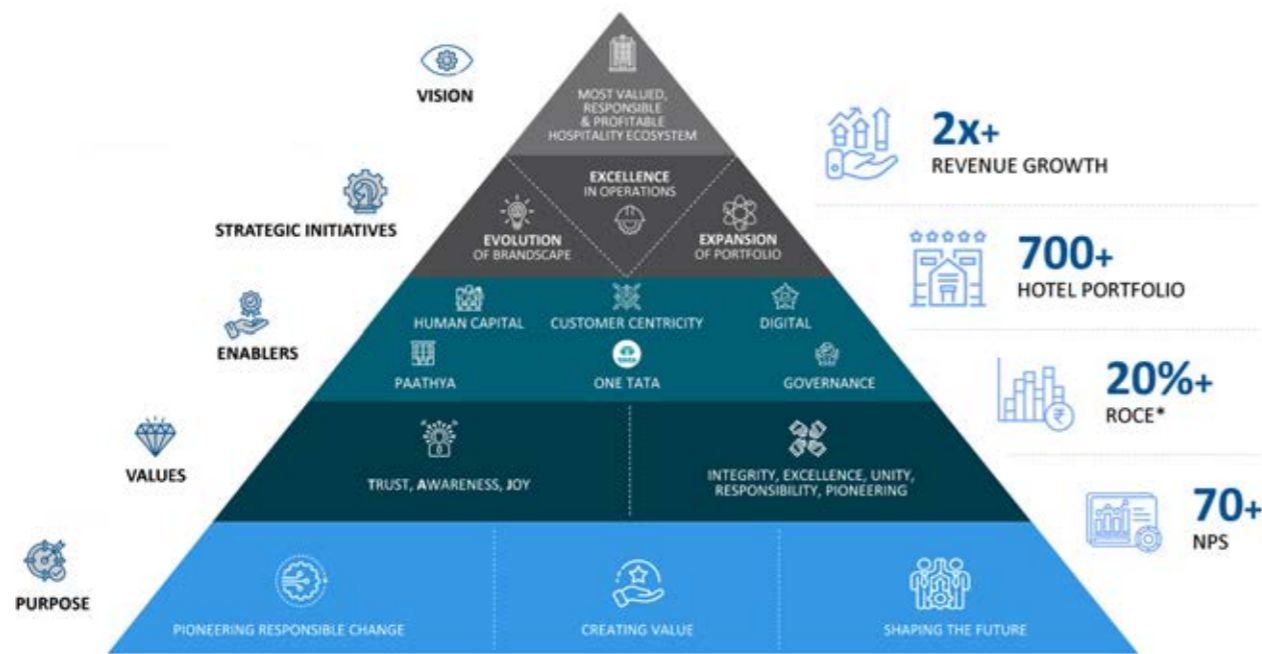 VISION
MOST VALUED,
RESPONSIBLE
& PROFITABLE
HOSPITALITY ECOSYSTEM
STRATEGIC INITIATIVES
EXCELLENCE
IN OPERATIONS
EVOLUTION
OF BRANDSCAPE
EXPANSION
OF PORTFOLIO
ENABLERS
HUMAN CAPITAL
CUSTOMER CENTRICITY
DIGITAL
PAATHYA
TATA
ONE TATA
GOVERNANCE
VALUES
TRUST, AWARENESS, JOY
INTEGRITY, EXCELLENCE, UNITY,
RESPONSIBILITY, PIONEERING
PURPOSE
PIONEERING RESPONSIBLE CHANGE
CREATING VALUE
SHAPING THE FUTURE
2x+
REVENUE GROWTH
700+
HOTEL PORTFOLIO
₹
20%+
ROCE*
70+
NPS